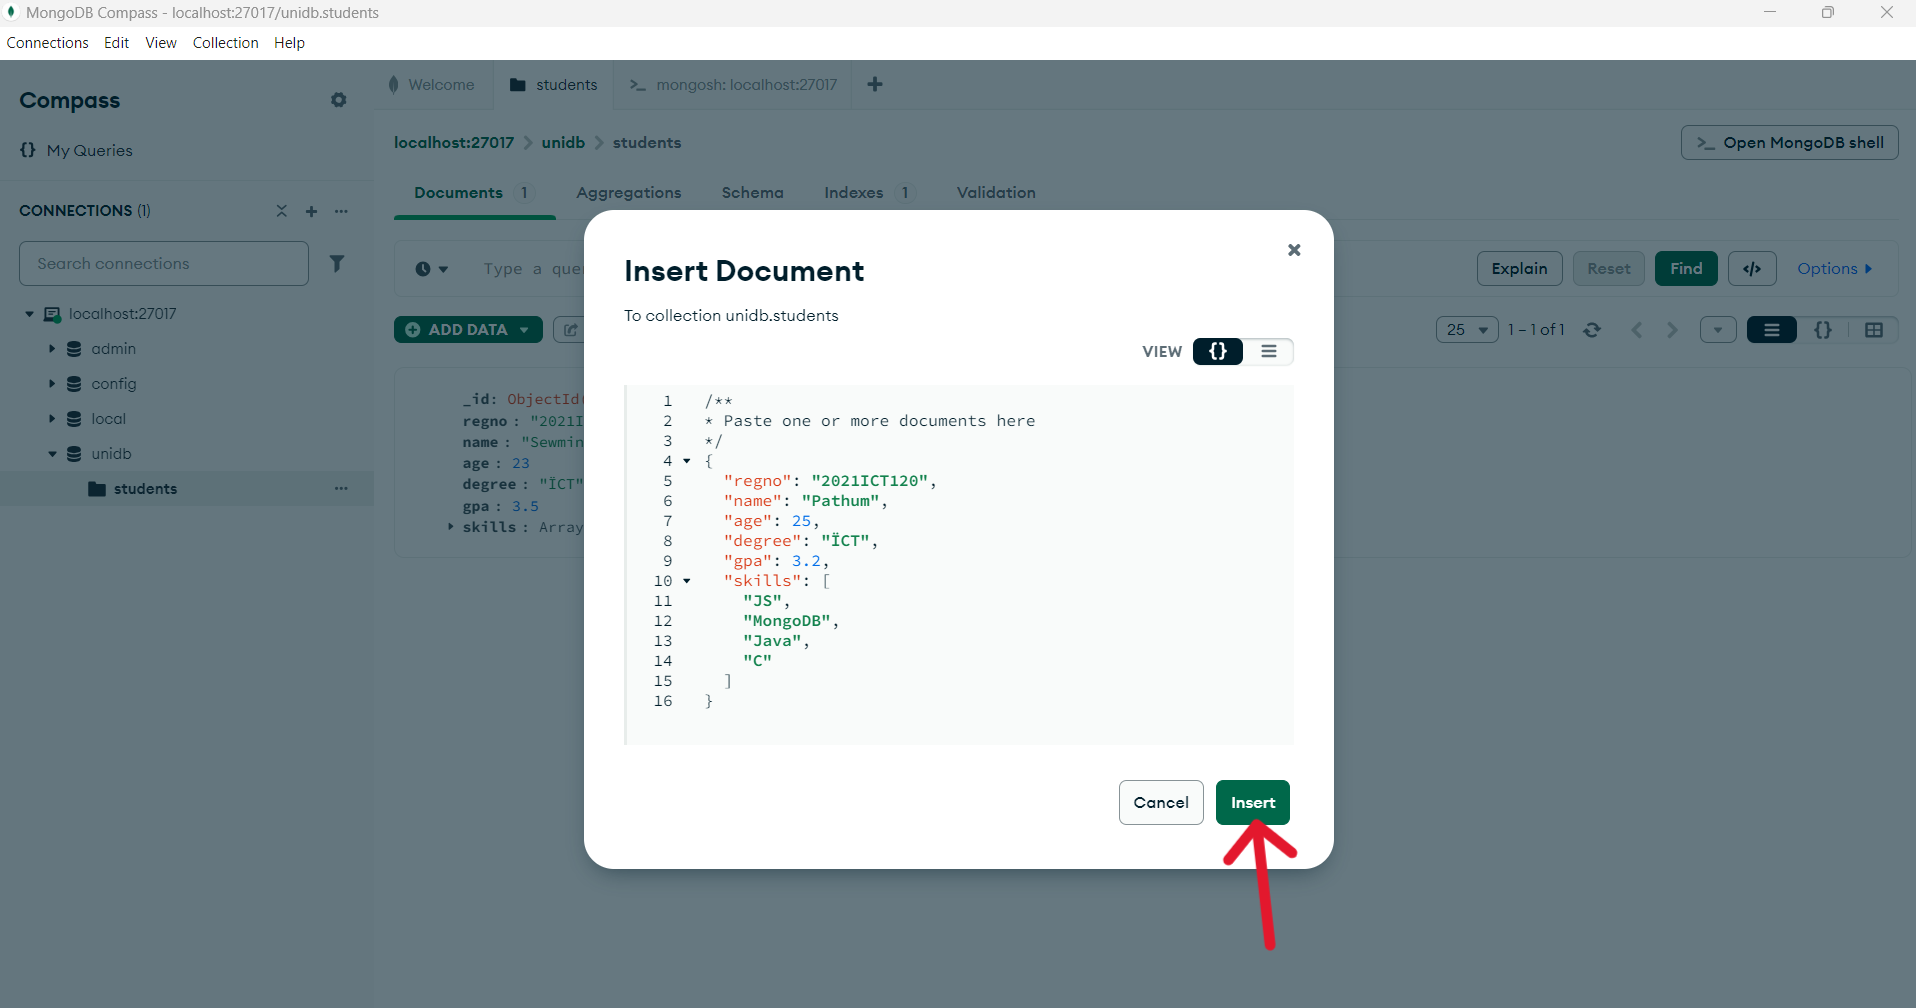 MongoDB Compass - localhost:27017/unidb.students
Connections Edit View Collection Help
Compass
Welcome students >_ mongosh: localhost:27017
{} My Queries
localhost:27017 > unidb > students
>_ Open MongoDB shell
Documents 1 Aggregations Schema Indexes 1 Validation
CONNECTIONS (1)
Search connections
Type a que
Explain Reset Find </> Options
localhost:27017
admin
config
local
unidb
students
ADD DATA
25 1 – 1 of 1 {}
_id: ObjectId(
regno : "2021I
name : "Sewmin
age : 23
degree : "ÏCT"
gpa : 3.5
skills : Array
Insert Document
To collection unidb.students
VIEW {}
1 /**
2 * Paste one or more documents here
3 */
4 {
5 "regno": "2021ICT120",
6 "name": "Pathum",
7 "age": 25,
8 "degree": "ÏCT",
9 "gpa": 3.2,
10 "skills": [
11 "JS",
12 "MongoDB",
13 "Java",
14 "C"
15 ]
16 }
Cancel Insert